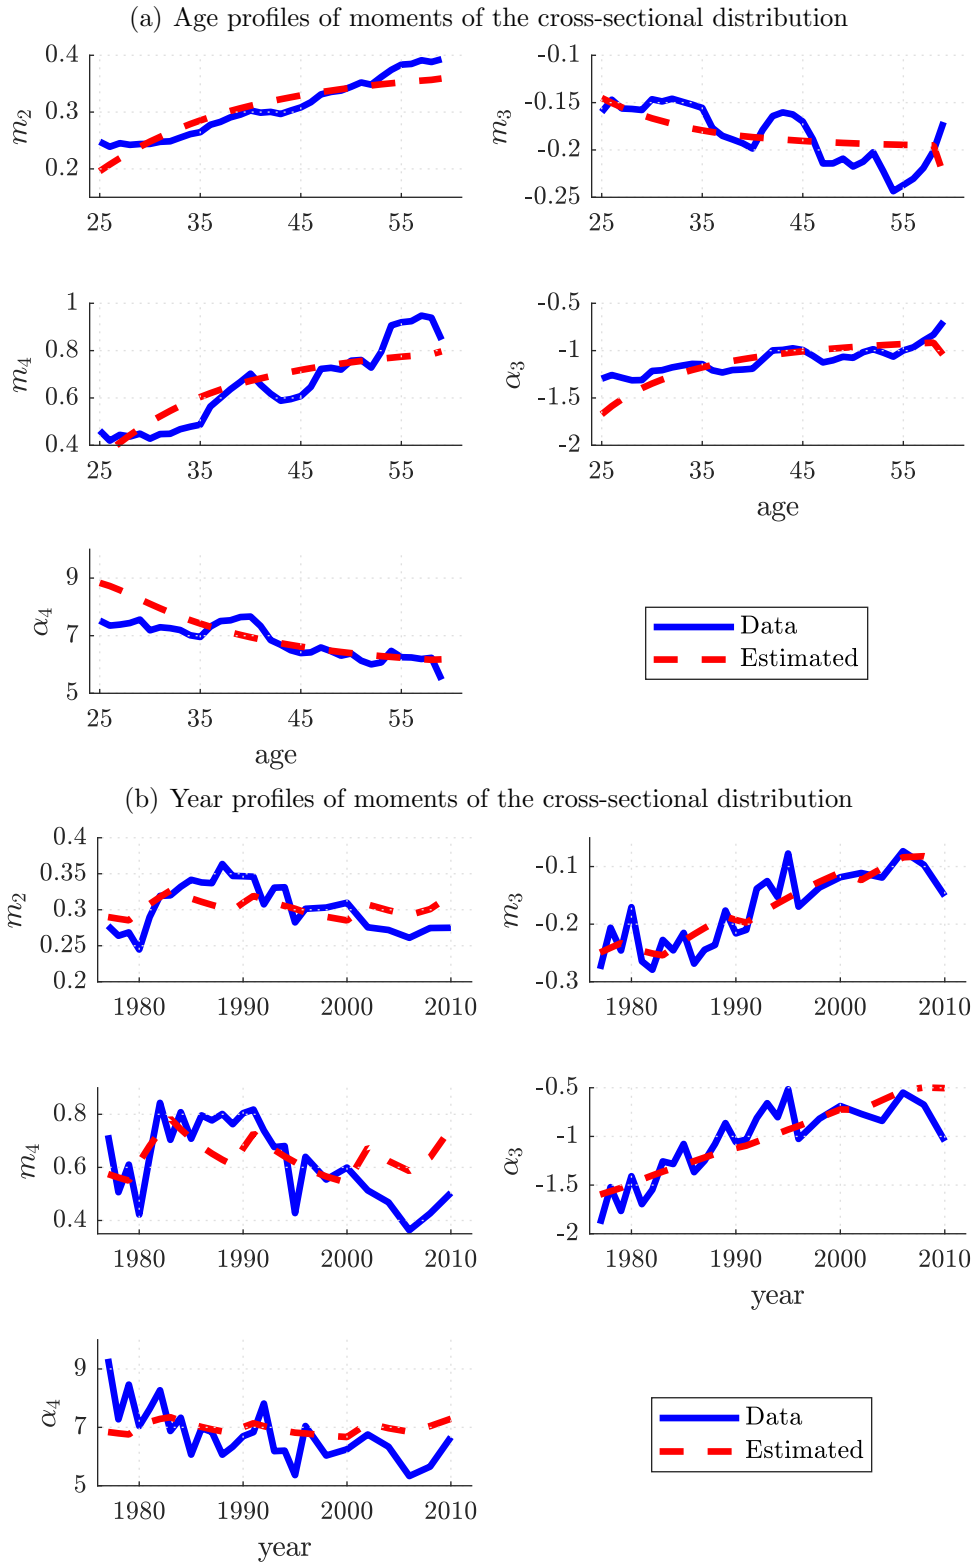 (a) Age profiles of moments of the cross-sectional distribution
0.4
0.3
0.2
m2
25 35 45 55
-0.1
-0.15
-0.2
-0.25
m3
25 35 45 55
1
0.8
0.6
0.4
m4
25 35 45 55
-0.5
-1
-1.5
-2
α3
25 35 45 55
age
9
7
5
α4
25 35 45 55
age
Data
Estimated
(b) Year profiles of moments of the cross-sectional distribution
0.4
0.35
0.3
0.25
0.2
m2
1980 1990 2000 2010
-0.1
-0.2
-0.3
m3
1980 1990 2000 2010
0.8
0.6
0.4
m4
1980 1990 2000 2010
-0.5
-1
-1.5
-2
α3
1980 1990 2000 2010
year
9
7
5
α4
1980 1990 2000 2010
year
Data
Estimated